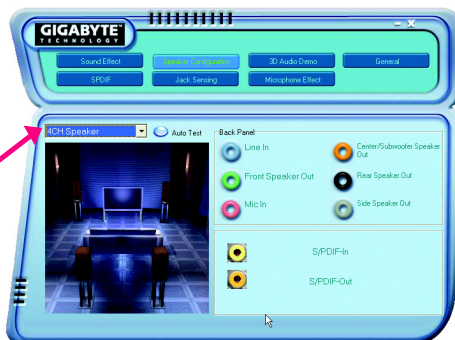 GIGABYTE™
TECHNOLOGY
Sound Effect
Speaker Configuration
3D Audio Demo
General
SPDIF
Jack Sensing
Microphone Effect
4CH Speaker
Auto Test
Back Panel
Line In
Center/Subwoofer Speaker
Out
Front Speaker Out
Rear Speaker Out
Mic In
Side Speaker Out
S/PDIF-In
S/PDIF-Out